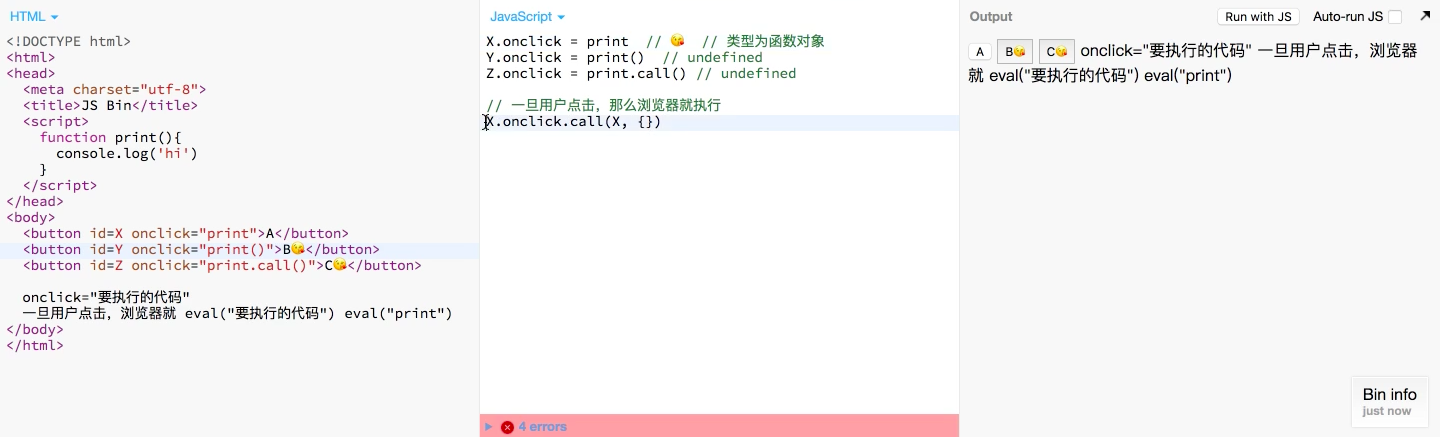 HTML
<!DOCTYPE html>
<html>
<head>
<meta charset="utf-8">
<title>JS Bin</title>
<script>
function print(){
console.log('hi')
}
</script>
</head>
<body>
<button id=X onclick="print">A</button>
<button id=Y onclick="print()">B😘</button>
<button id=Z onclick="print.call()">C😘</button>
onclick="要执行的代码"
一旦用户点击，浏览器就 eval("要执行的代码") eval("print")
</body>
</html>
JavaScript
X.onclick = print  // 😘  // 类型为函数对象
Y.onclick = print()  // undefined
Z.onclick = print.call() // undefined
// 一旦用户点击，那么浏览器就执行
X.onclick.call(X, {})
4 errors
Output
Run with JS
Auto-run JS
A B😘 C😘 onclick="要执行的代码" 一旦用户点击，浏览器
就 eval("要执行的代码") eval("print")
Bin info
just now